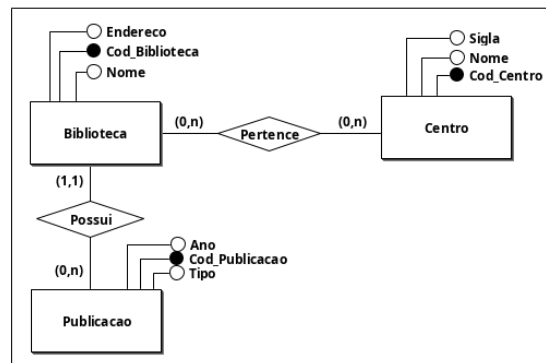 Endereco
Cod_Biblioteca
Nome
Sigla
Nome
Cod_Centro
Biblioteca
(0,n)
Pertence
(0,n)
Centro
(1,1)
Possui
(0,n)
Ano
Cod_Publicacao
Tipo
Publicacao